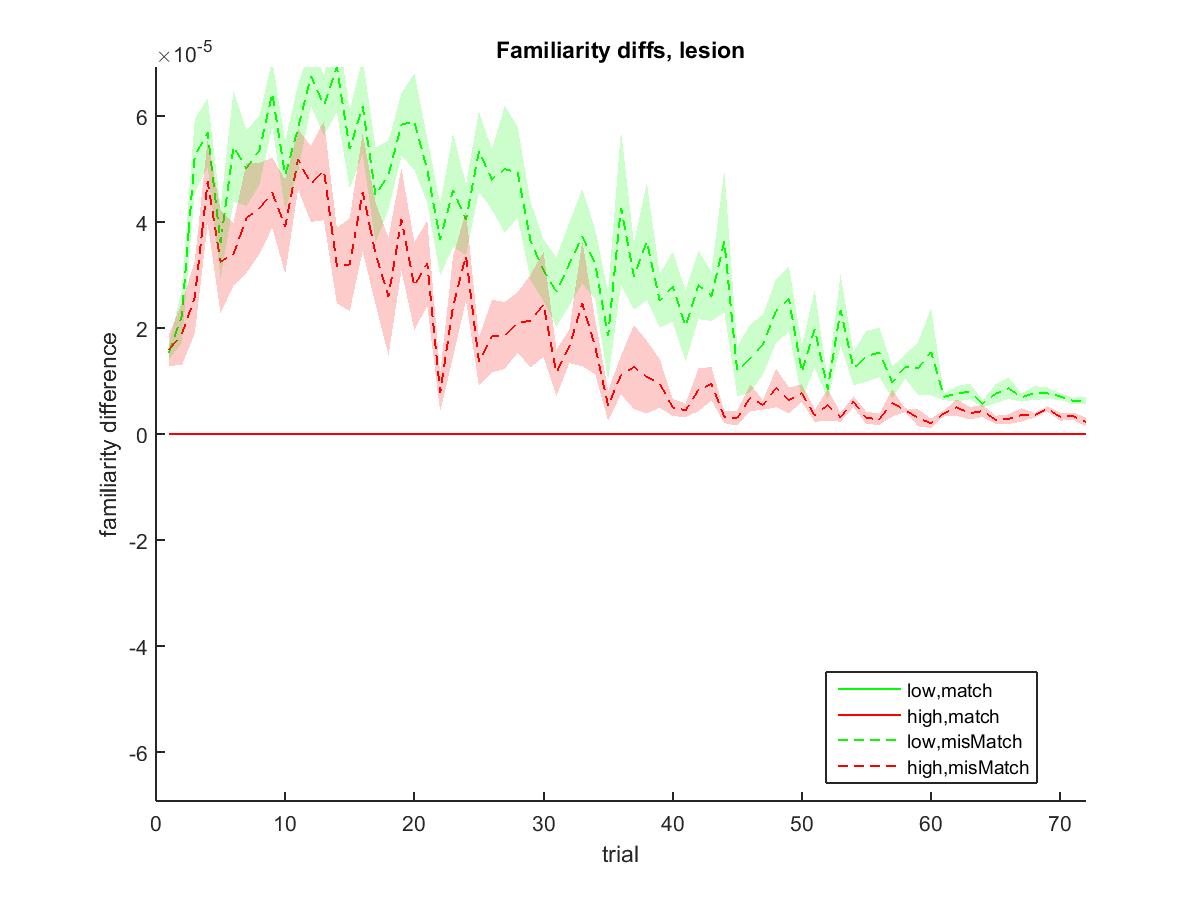 Familiarity diffs, lesion
×10-5
6
4
2
0
-2
-4
-6
familiarity difference
0 10 20 30 40 50 60 70
trial
low,match
high,match
low,misMatch
high,misMatch